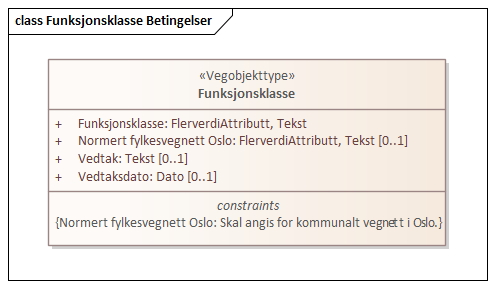 class Funksjonsklasse Betingelser
«Vegobjekttype»
Funksjonsklasse
+ Funksjonsklasse: FlerverdiAttributt, Tekst
+ Normert fylkesvegnett Oslo: FlerverdiAttributt, Tekst [0..1]
+ Vedtak: Tekst [0..1]
+ Vedtaksdato: Dato [0..1]
constraints
{Normert fylkesvegnett Oslo: Skal angis for kommunalt vegnett i Oslo.}